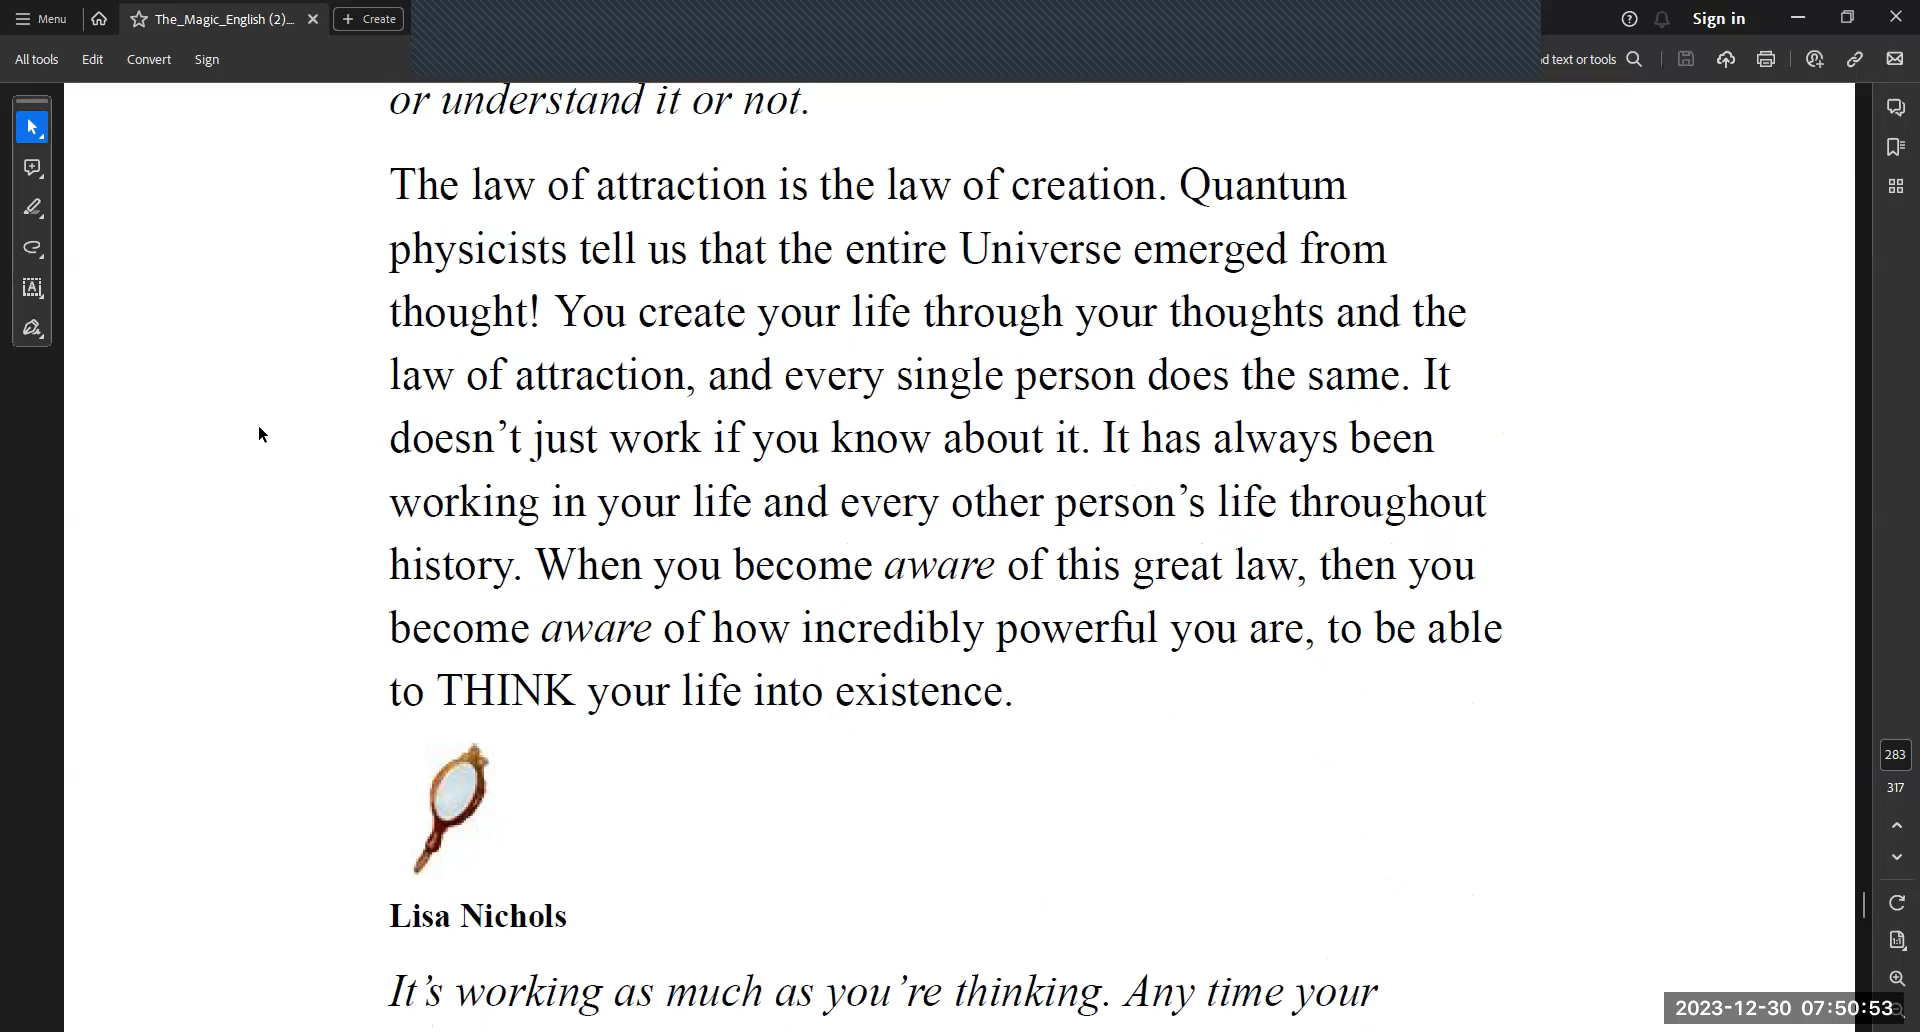 Menu
The_Magic_English (2)...
Create
Sign in
All tools
Edit
Convert
Sign
d text or tools
or understand it or not.
The law of attraction is the law of creation. Quantum
physicists tell us that the entire Universe emerged from
thought! You create your life through your thoughts and the
law of attraction, and every single person does the same. It
doesn’t just work if you know about it. It has always been
working in your life and every other person’s life throughout
history. When you become aware of this great law, then you
become aware of how incredibly powerful you are, to be able
to THINK your life into existence.
283
317
Lisa Nichols
It’s working as much as you’re thinking. Any time your
2023-12-30 07:50:53